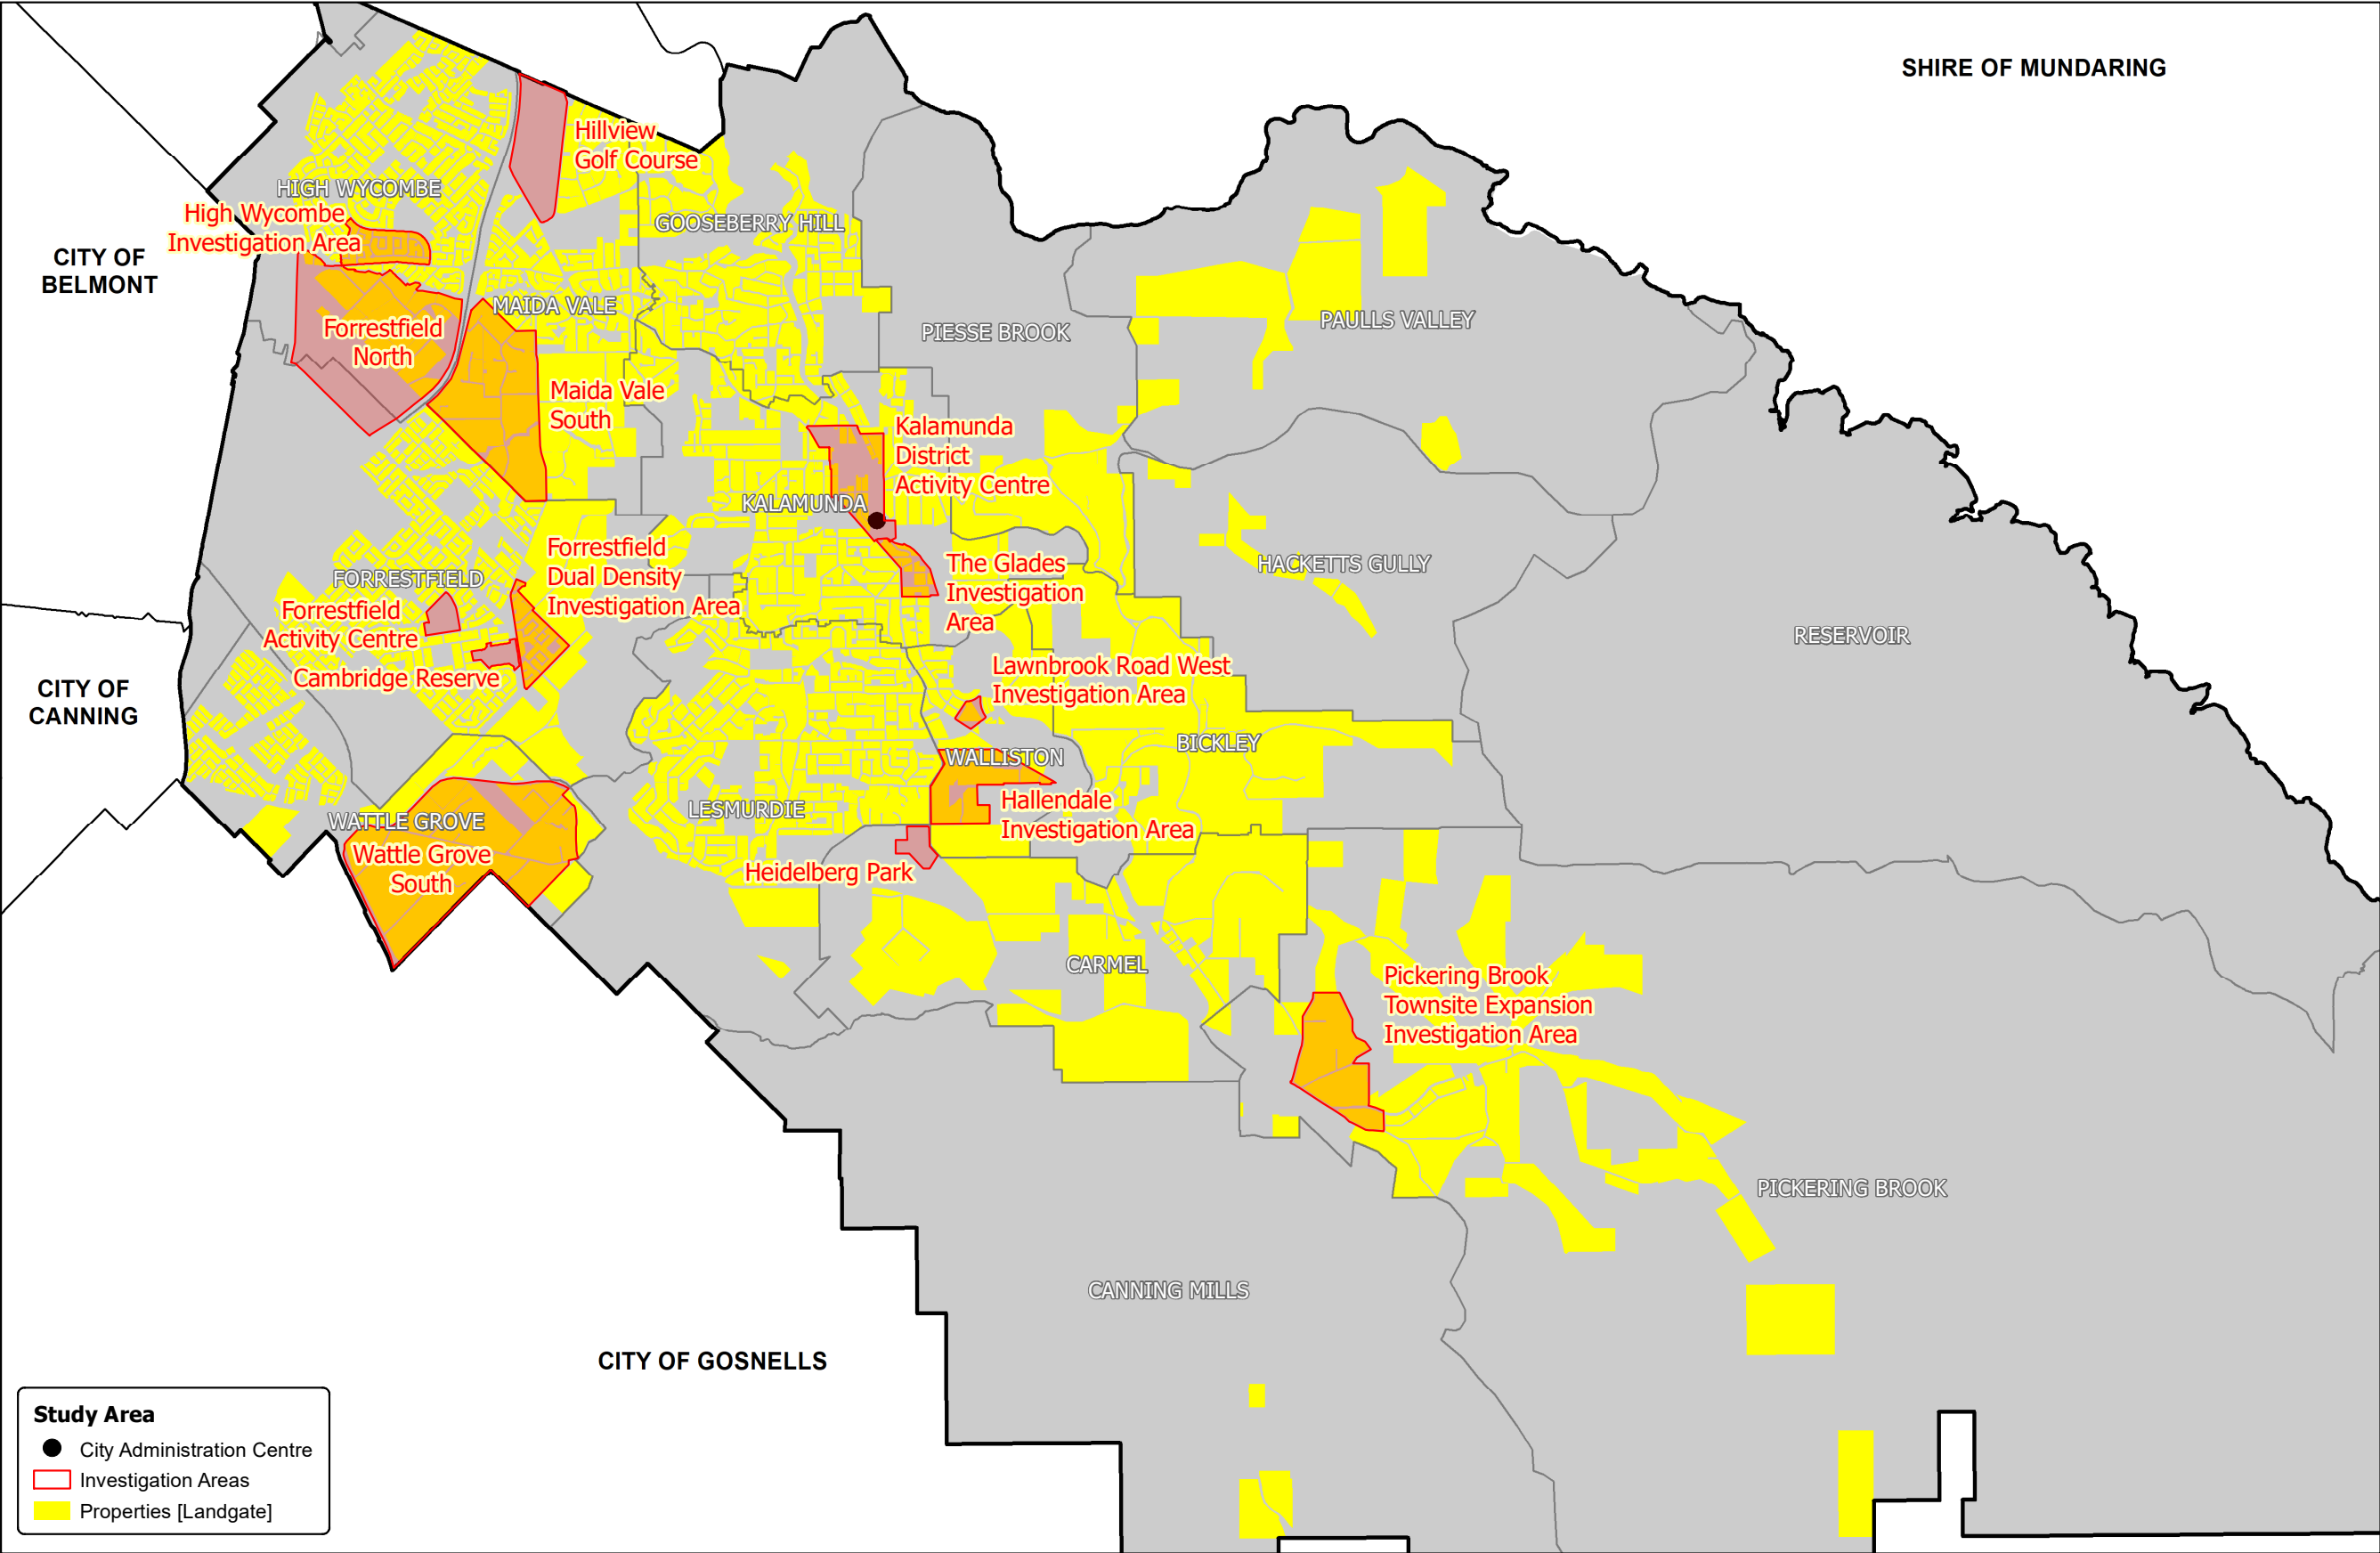 SHIRE OF MUNDARING
Hillview
Golf Course
HIGH WYCOMBE
High Wycombe
Investigation Area
GOOSEBERRY HILL
CITY OF
BELMONT
MAIDA VALE
Forrestfield
North
PIESSE BROOK
PAULLS VALLEY
Maida Vale
South
Kalamunda
District
Activity Centre
KALAMUNDA
Forrestfield
Dual Density
Investigation Area
The Glades
Investigation
Area
HACKETTS GULLY
FORRESTFIELD
Forrestfield
Activity Centre
Cambridge Reserve
RESERVOIR
Lawnbrook Road West
Investigation Area
CITY OF
CANNING
WALLISTON
BICKLEY
Hallendale
Investigation Area
LESMURDIE
WATTLE GROVE
Wattle Grove
South
Heidelberg Park
CARMEL
Pickering Brook
Townsite Expansion
Investigation Area
PICKERING BROOK
CANNING MILLS
CITY OF GOSNELLS
Study Area
City Administration Centre
Investigation Areas
Properties [Landgate]